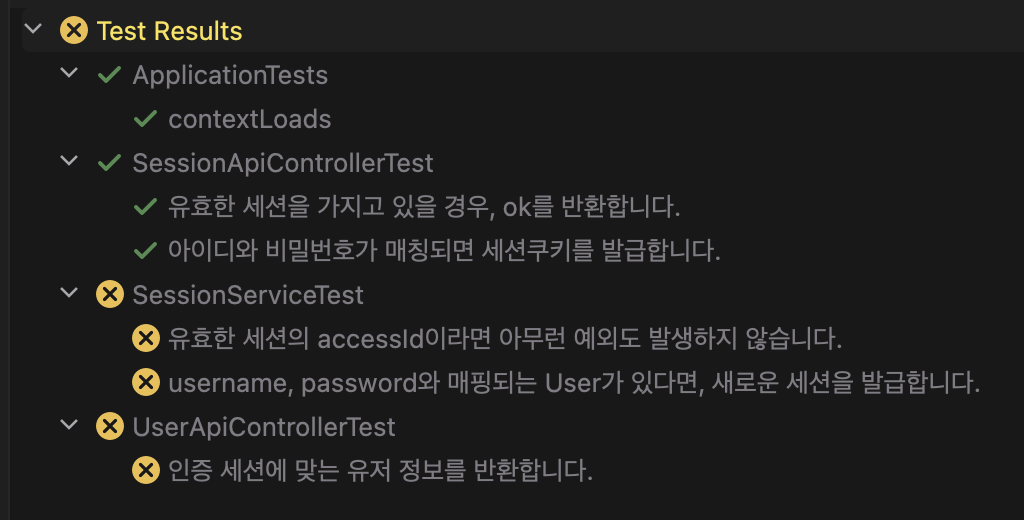 Test Results
ApplicationTests
contextLoads
SessionApiControllerTest
유효한 세션을 가지고 있을 경우, ok를 반환합니다.
아이디와 비밀번호가 매칭되면 세션쿠키를 발급합니다.
SessionServiceTest
유효한 세션의 accessId이라면 아무런 예외도 발생하지 않습니다.
username, password와 매핑되는 User가 있다면, 새로운 세션을 발급합니다.
UserApiControllerTest
인증 세션에 맞는 유저 정보를 반환합니다.